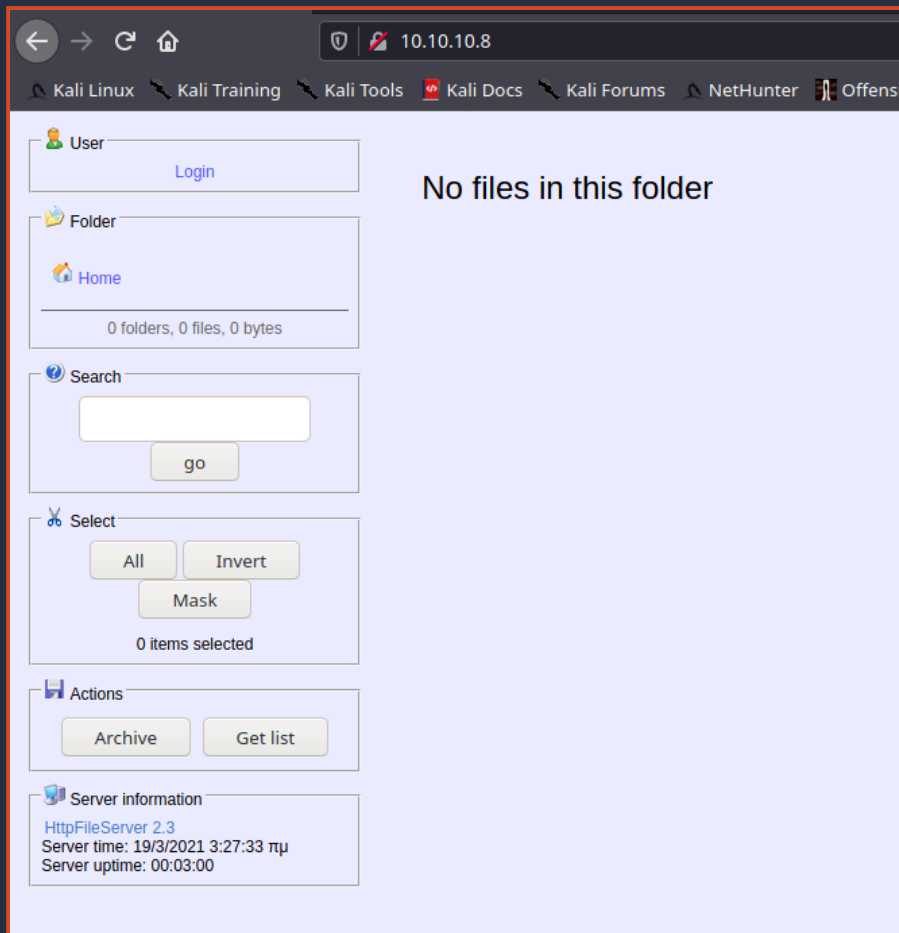 10.10.10.8
Kali Linux Kali Training Kali Tools Kali Docs Kali Forums NetHunter Offens
User
Login
No files in this folder
Folder
Home
0 folders, 0 files, 0 bytes
Search
go
Select
All Invert
Mask
0 items selected
Actions
Archive Get list
Server information
HttpFileServer 2.3
Server time: 19/3/2021 3:27:33 πμ
Server uptime: 00:03:00